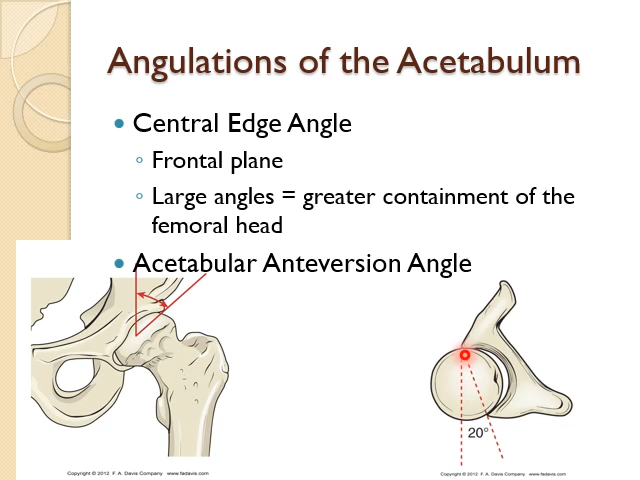 Angulations of the Acetabulum
• Central Edge Angle
◦ Frontal plane
◦ Large angles = greater containment of the
femoral head
• Acetabular Anteversion Angle
20°
Copyright © 2012 F. A. Davis Company www.fadavis.com
Copyright © 2012 F. A. Davis Company www.fadavis.com